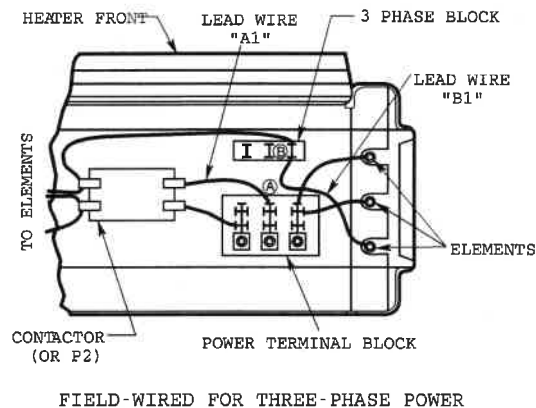 HEATER FRONT
LEAD WIRE
"A1"
3 PHASE BLOCK
LEAD WIRE
"B1"
B
A
TO ELEMENTS
ELEMENTS
CONTACTOR
(OR P2)
POWER TERMINAL BLOCK
FIELD-WIRED FOR THREE-PHASE POWER